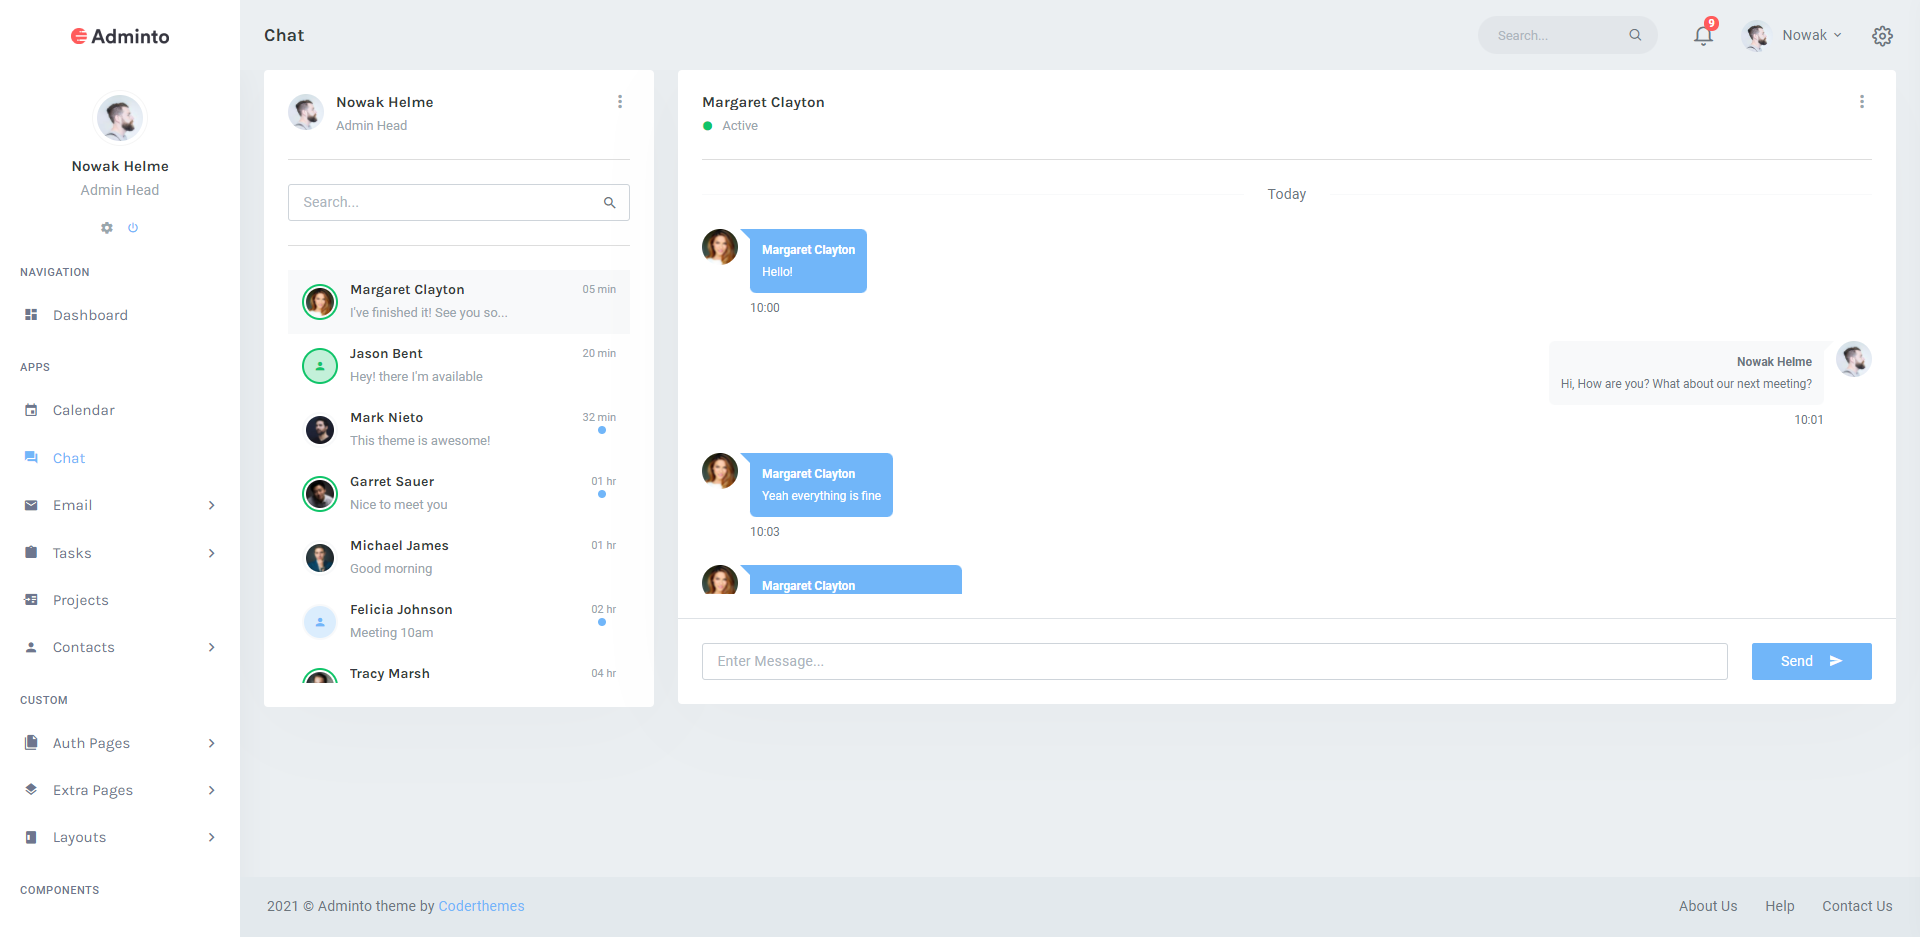 Adminto
Nowak Helme
Admin Head
NAVIGATION
Dashboard
APPS
Calendar
Chat
Email
Tasks
Projects
Contacts
CUSTOM
Auth Pages
Extra Pages
Layouts
COMPONENTS
Chat
Search...
9
Nowak
Nowak Helme
Admin Head
Search...
Margaret Clayton
05 min
I've finished it! See you so...
Jason Bent
20 min
Hey! there I'm available
Mark Nieto
32 min
This theme is awesome!
Garret Sauer
01 hr
Nice to meet you
Michael James
01 hr
Good morning
Felicia Johnson
02 hr
Meeting 10am
Tracy Marsh
04 hr
Margaret Clayton
Active
Today
Margaret Clayton
Hello!
10:00
Nowak Helme
Hi, How are you? What about our next meeting?
10:01
Margaret Clayton
Yeah everything is fine
10:03
Margaret Clayton
Enter Message...
Send
2021 © Adminto theme by Coderthemes
About Us
Help
Contact Us